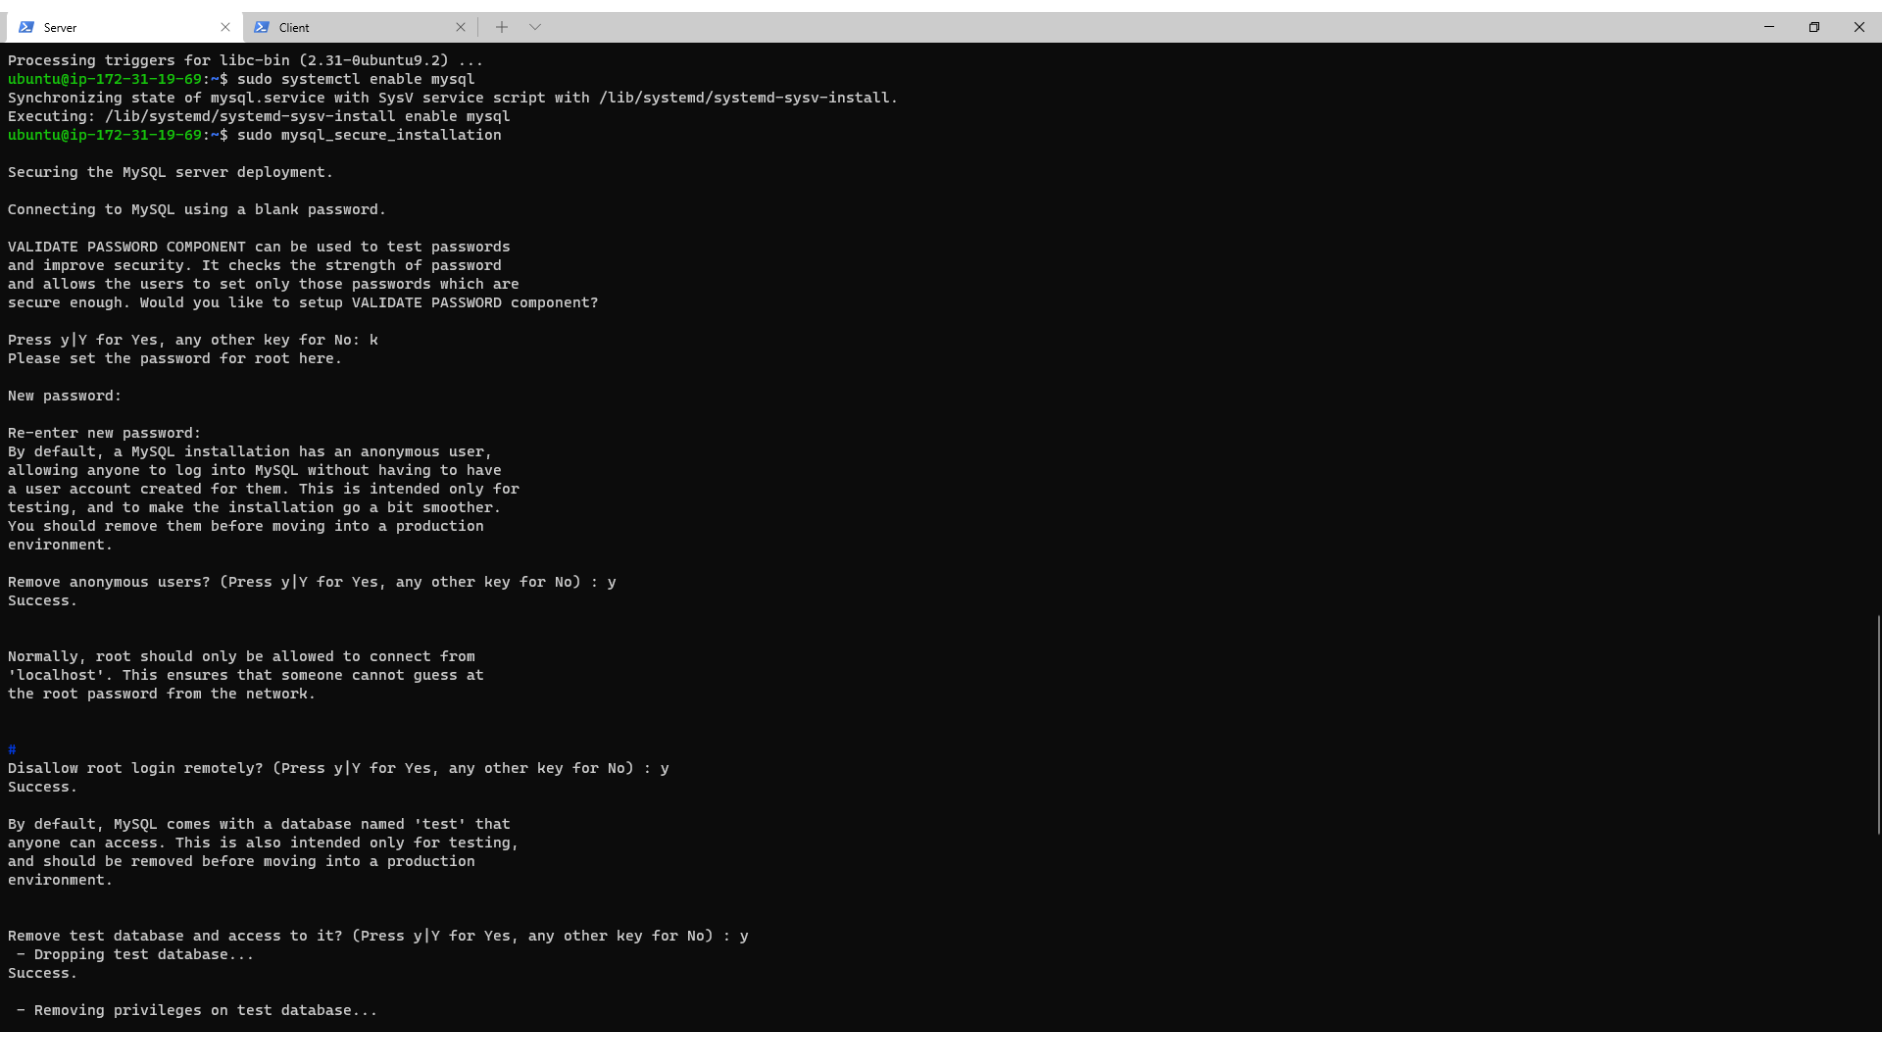 Server
Client
Processing triggers for libc-bin (2.31-0ubuntu9.2) ...
ubuntu@ip-172-31-19-69:~$ sudo systemctl enable mysql
Synchronizing state of mysql.service with SysV service script with /lib/systemd/systemd-sysv-install.
Executing: /lib/systemd/systemd-sysv-install enable mysql
ubuntu@ip-172-31-19-69:~$ sudo mysql_secure_installation
Securing the MySQL server deployment.
Connecting to MySQL using a blank password.
VALIDATE PASSWORD COMPONENT can be used to test passwords
and improve security. It checks the strength of password
and allows the users to set only those passwords which are
secure enough. Would you like to setup VALIDATE PASSWORD component?
Press y|Y for Yes, any other key for No: k
Please set the password for root here.
New password:
Re-enter new password:
By default, a MySQL installation has an anonymous user,
allowing anyone to log into MySQL without having to have
a user account created for them. This is intended only for
testing, and to make the installation go a bit smoother.
You should remove them before moving into a production
environment.
Remove anonymous users? (Press y|Y for Yes, any other key for No) : y
Success.
Normally, root should only be allowed to connect from
'localhost'. This ensures that someone cannot guess at
the root password from the network.
#
Disallow root login remotely? (Press y|Y for Yes, any other key for No) : y
Success.
By default, MySQL comes with a database named 'test' that
anyone can access. This is also intended only for testing,
and should be removed before moving into a production
environment.
Remove test database and access to it? (Press y|Y for Yes, any other key for No) : y
- Dropping test database...
Success.
- Removing privileges on test database...